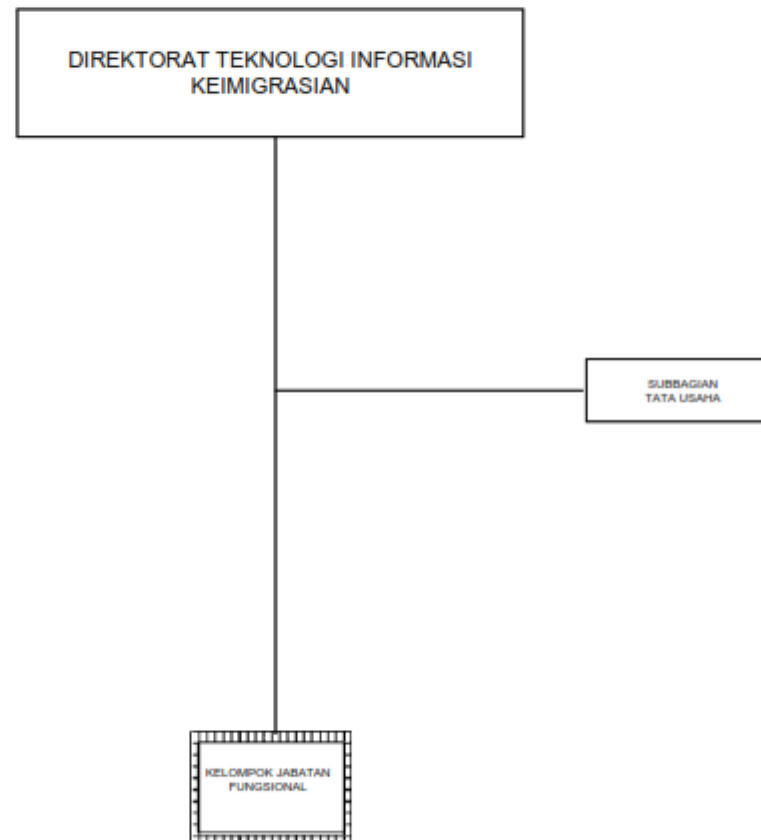 DIREKTORAT TEKNOLOGI INFORMASI
KEIMIGRASIAN
SUBBAGIAN
TATA USAHA
KELOMPOK JABATAN
FUNGSIONAL